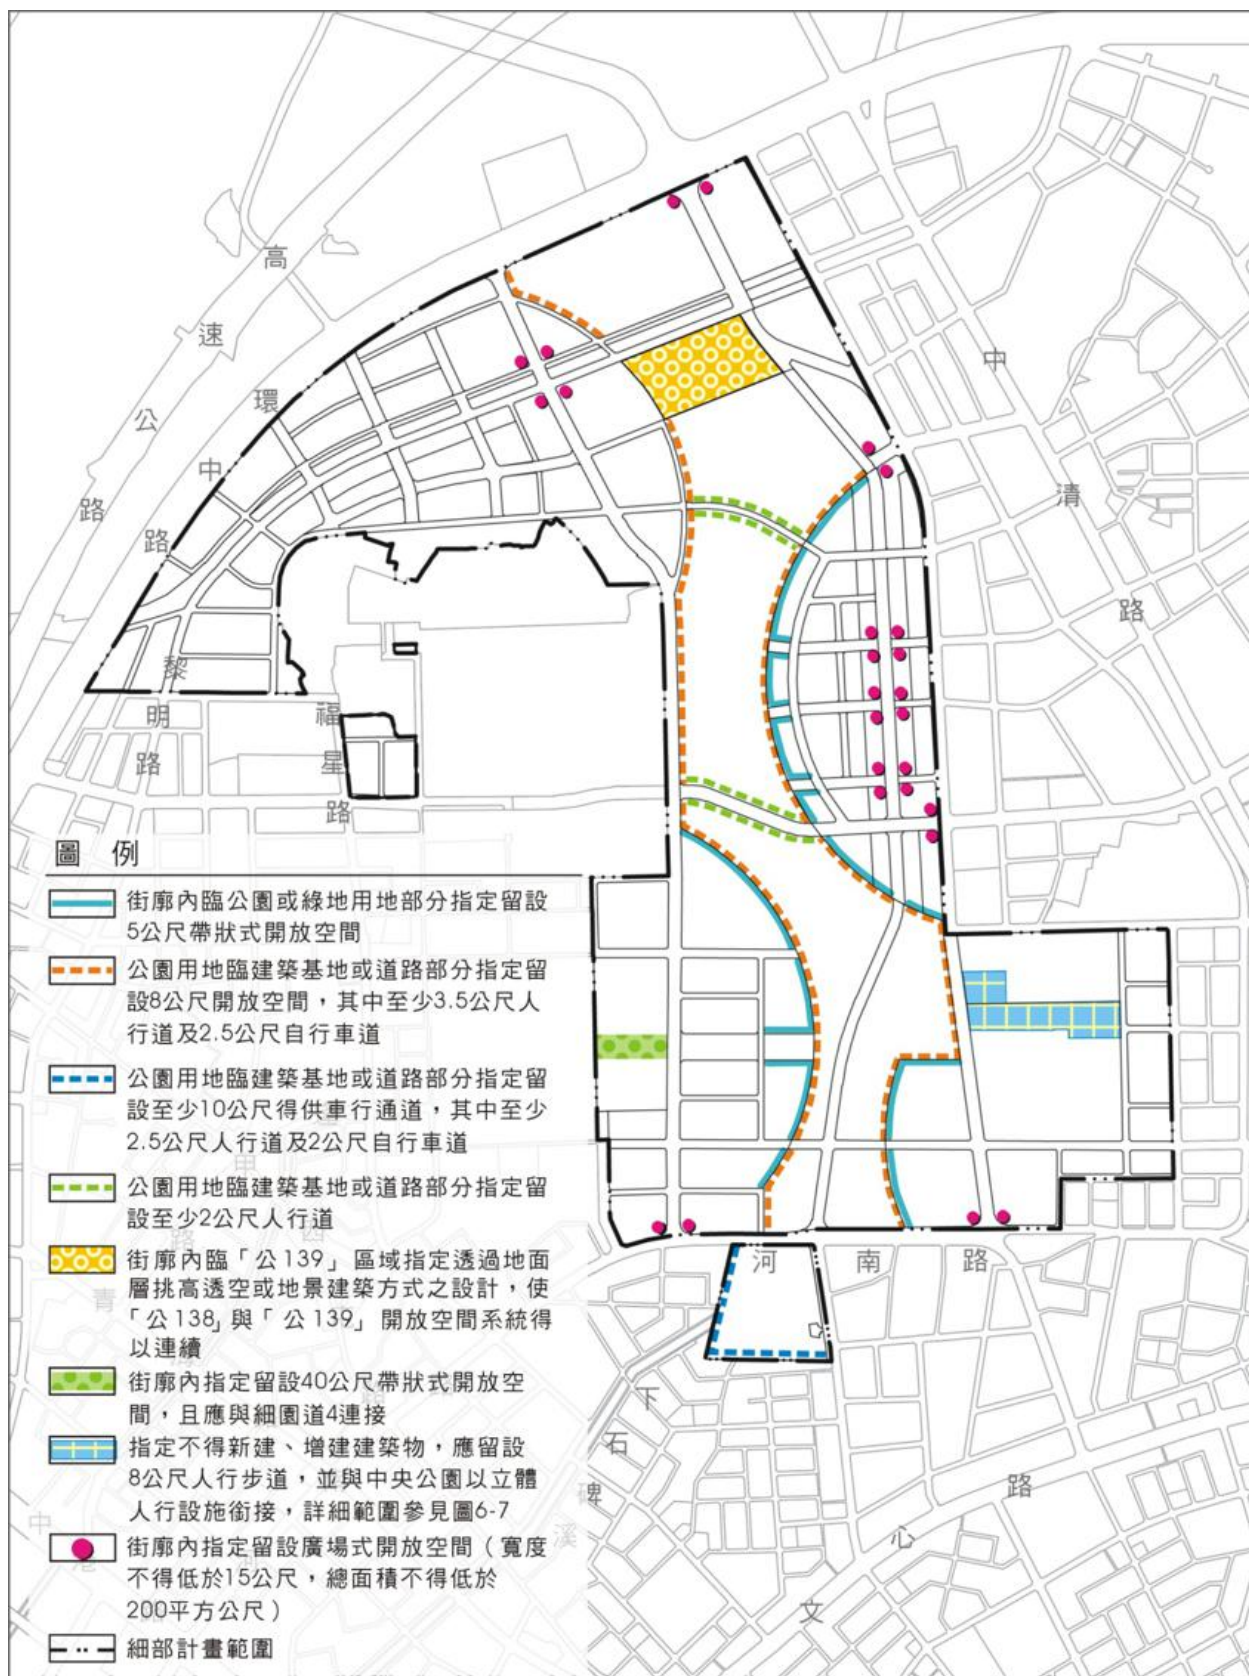 高
速
公
路
環
中
路
中
清
路
黎
明
路
福
星
路
圖 例
街廓內臨公園或綠地用地部分指定留設
5公尺帶狀式開放空間
公園用地臨建築基地或道路部分指定留
設8公尺開放空間，其中至少3.5公尺人
行道及2.5公尺自行車道
公園用地臨建築基地或道路部分指定留
設至少10公尺得供車行通道，其中至少
2.5公尺人行道及2公尺自行車道
公園用地臨建築基地或道路部分指定留
設至少2公尺人行道
街廓內臨「公139」區域指定透過地面
層挑高透空或地景建築方式之設計，使
「公138」與「公139」開放空間系統得
以連續
街廓內指定留設40公尺帶狀式開放空
間，且應與細園道4連接
指定不得新建、增建建築物，應留設
8公尺人行步道，並與中央公園以立體
人行設施銜接，詳細範圍參見圖6-7
街廓內指定留設廣場式開放空間（寬度
不得低於15公尺，總面積不得低於
200平方公尺）
細部計畫範圍
河 南 路
下
石
碑
溪
路
心
文
青
中
港